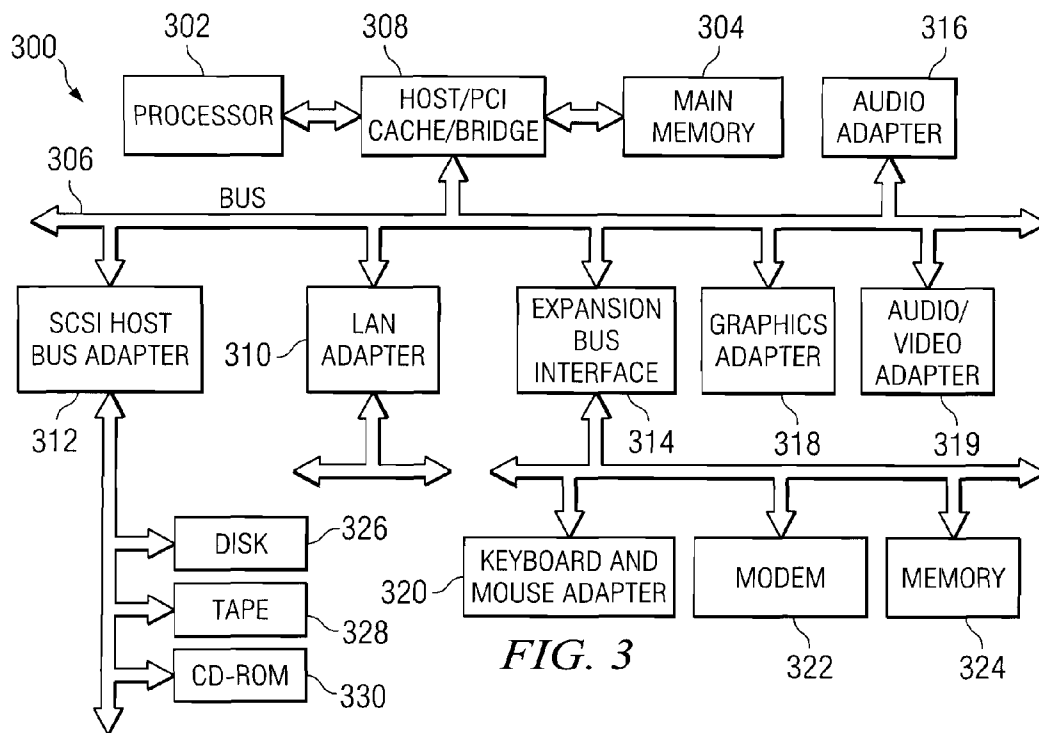 300
302
308
304
316
PROCESSOR
HOST/PCI
CACHE/BRIDGE
MAIN
MEMORY
AUDIO
ADAPTER
306
BUS
SCSI HOST
BUS ADAPTER
312
310
LAN
ADAPTER
EXPANSION
BUS
INTERFACE
314
GRAPHICS
ADAPTER
318
AUDIO/
VIDEO
ADAPTER
319
DISK
326
TAPE
328
CD-ROM
330
320
KEYBOARD AND
MOUSE ADAPTER
MODEM
322
MEMORY
324
FIG. 3